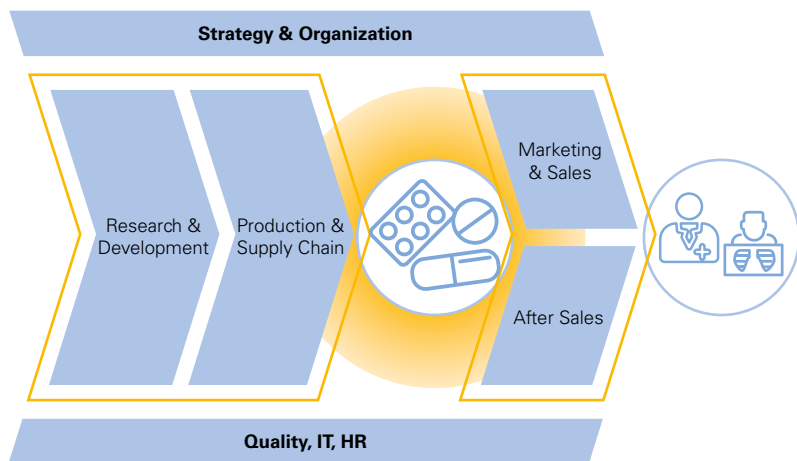 Strategy & Organization
Research &
Development
Production &
Supply Chain
Marketing
& Sales
After Sales
Quality, IT, HR